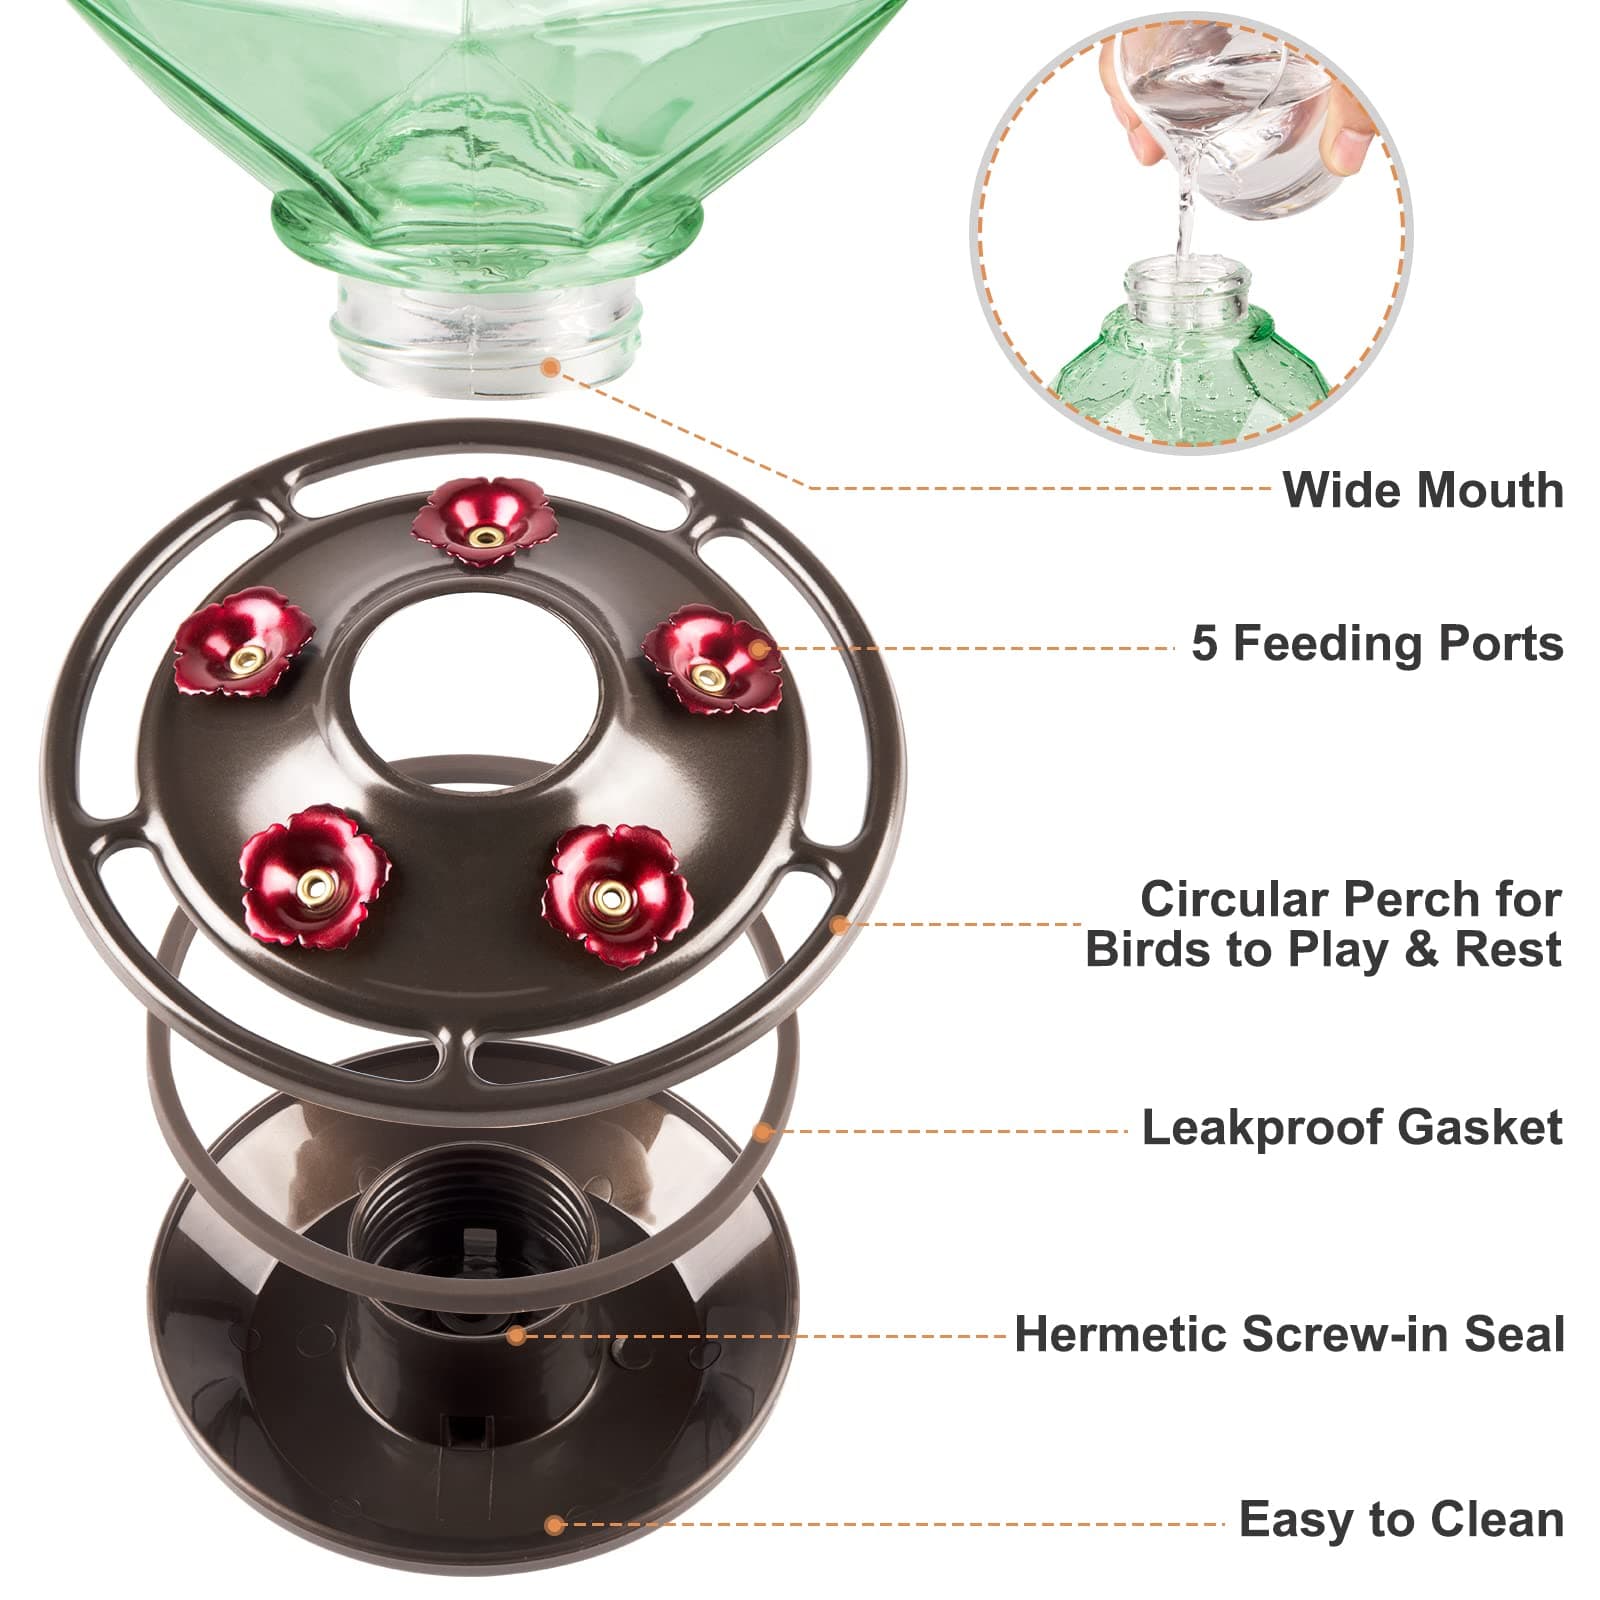 Wide Mouth
5 Feeding Ports
Circular Perch for
Birds to Play & Rest
Leakproof Gasket
Hermetic Screw-in Seal
Easy to Clean